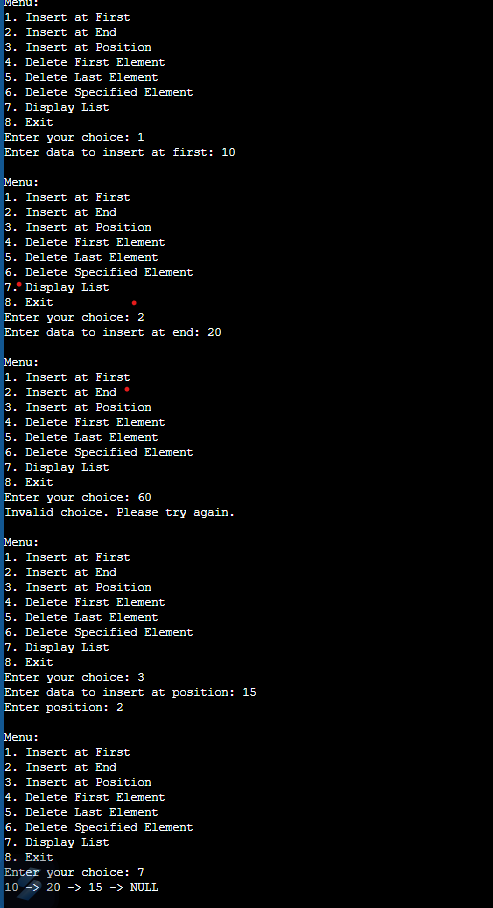 Menu:
1. Insert at First
2. Insert at End
3. Insert at Position
4. Delete First Element
5. Delete Last Element
6. Delete Specified Element
7. Display List
8. Exit
Enter your choice: 1
Enter data to insert at first: 10
Menu:
1. Insert at First
2. Insert at End
3. Insert at Position
4. Delete First Element
5. Delete Last Element
6. Delete Specified Element
7. Display List
8. Exit
Enter your choice: 2
Enter data to insert at end: 20
Menu:
1. Insert at First
2. Insert at End
3. Insert at Position
4. Delete First Element
5. Delete Last Element
6. Delete Specified Element
7. Display List
8. Exit
Enter your choice: 60
Invalid choice. Please try again.
Menu:
1. Insert at First
2. Insert at End
3. Insert at Position
4. Delete First Element
5. Delete Last Element
6. Delete Specified Element
7. Display List
8. Exit
Enter your choice: 3
Enter data to insert at position: 15
Enter position: 2
Menu:
1. Insert at First
2. Insert at End
3. Insert at Position
4. Delete First Element
5. Delete Last Element
6. Delete Specified Element
7. Display List
8. Exit
Enter your choice: 7
10 -> 20 -> 15 -> NULL